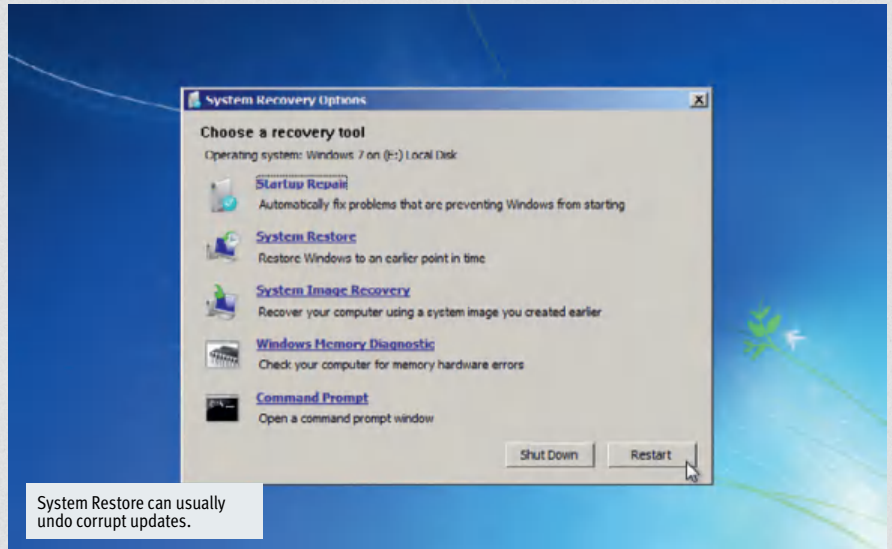 System Recovery Options
Choose a recovery tool
Operating system: Windows 7 on (E:) Local Disk
Startup Repair
Automatically fix problems that are preventing Windows from starting
System Restore
Restore Windows to an earlier point in time
System Image Recovery
Recover your computer using a system image you created earlier
Windows Memory Diagnostic
Check your computer for memory hardware errors
Command Prompt
Open a command prompt window
Shut Down Restart
System Restore can usually
undo corrupt updates.